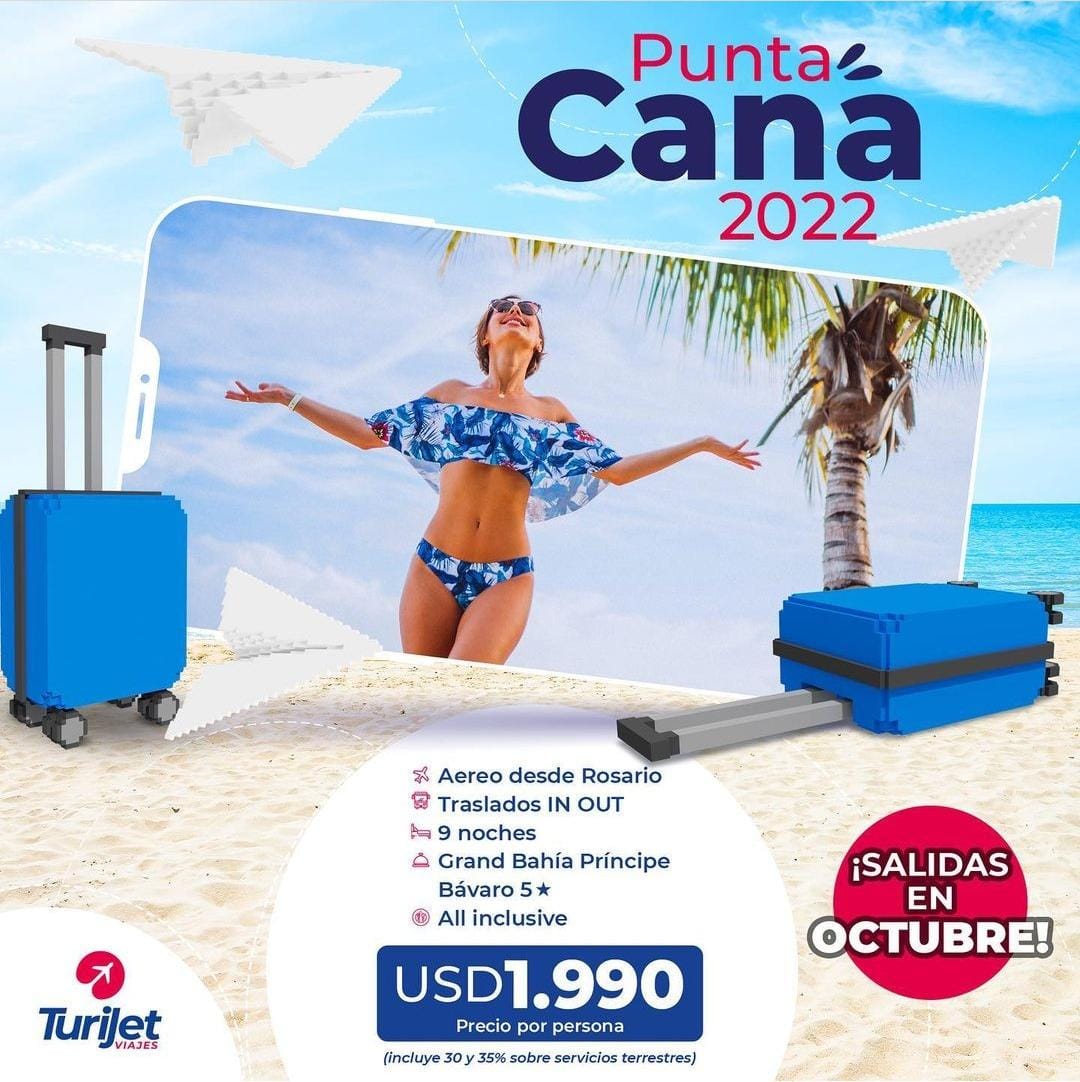 Punta
Cana
2022
Aereo desde Rosario
Traslados IN OUT
9 noches
Grand Bahía Príncipe
Bávaro 5★
All inclusive
USD1.990
Precio por persona
(incluye 30 y 35% sobre servicios terrestres)
¡SALIDAS
EN
OCTUBRE!
TuriJet
VIAJES